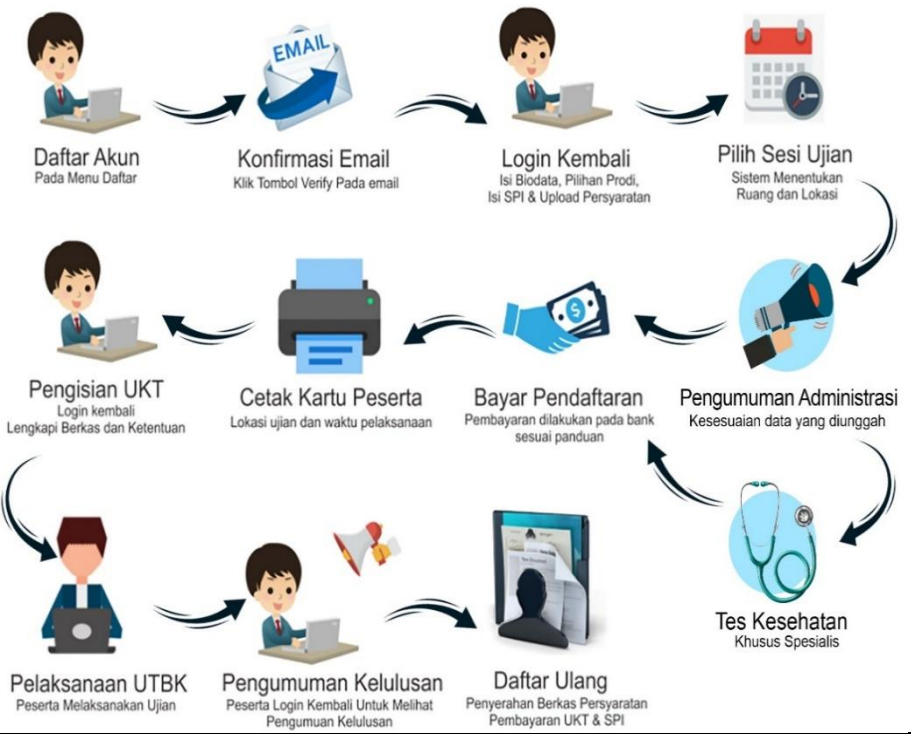 EMAIL
Daftar Akun
Pada Menu Daftar
Konfirmasi Email
Klik Tombol Verify Pada email
Login Kembali
Isi Biodata, Pilihan Prodi,
Isi SPI & Upload Persyaratan
Pilih Sesi Ujian
Sistem Menentukan
Ruang dan Lokasi
Pengumuman Administrasi
Kesesuaian data yang diunggah
Bayar Pendaftaran
Pembayaran dilakukan pada bank
sesuai panduan
Cetak Kartu Peserta
Lokasi ujian dan waktu pelaksanaan
Pengisian UKT
Login kembali
Lengkapi Berkas dan Ketentuan
Tes Kesehatan
Khusus Spesialis
Pelaksanaan UTBK
Peserta Melaksanakan Ujian
Pengumuman Kelulusan
Peserta Login Kembali Untuk Melihat
Pengumuan Kelulusan
Daftar Ulang
Penyerahan Berkas Persyaratan
Pembayaran UKT & SPI